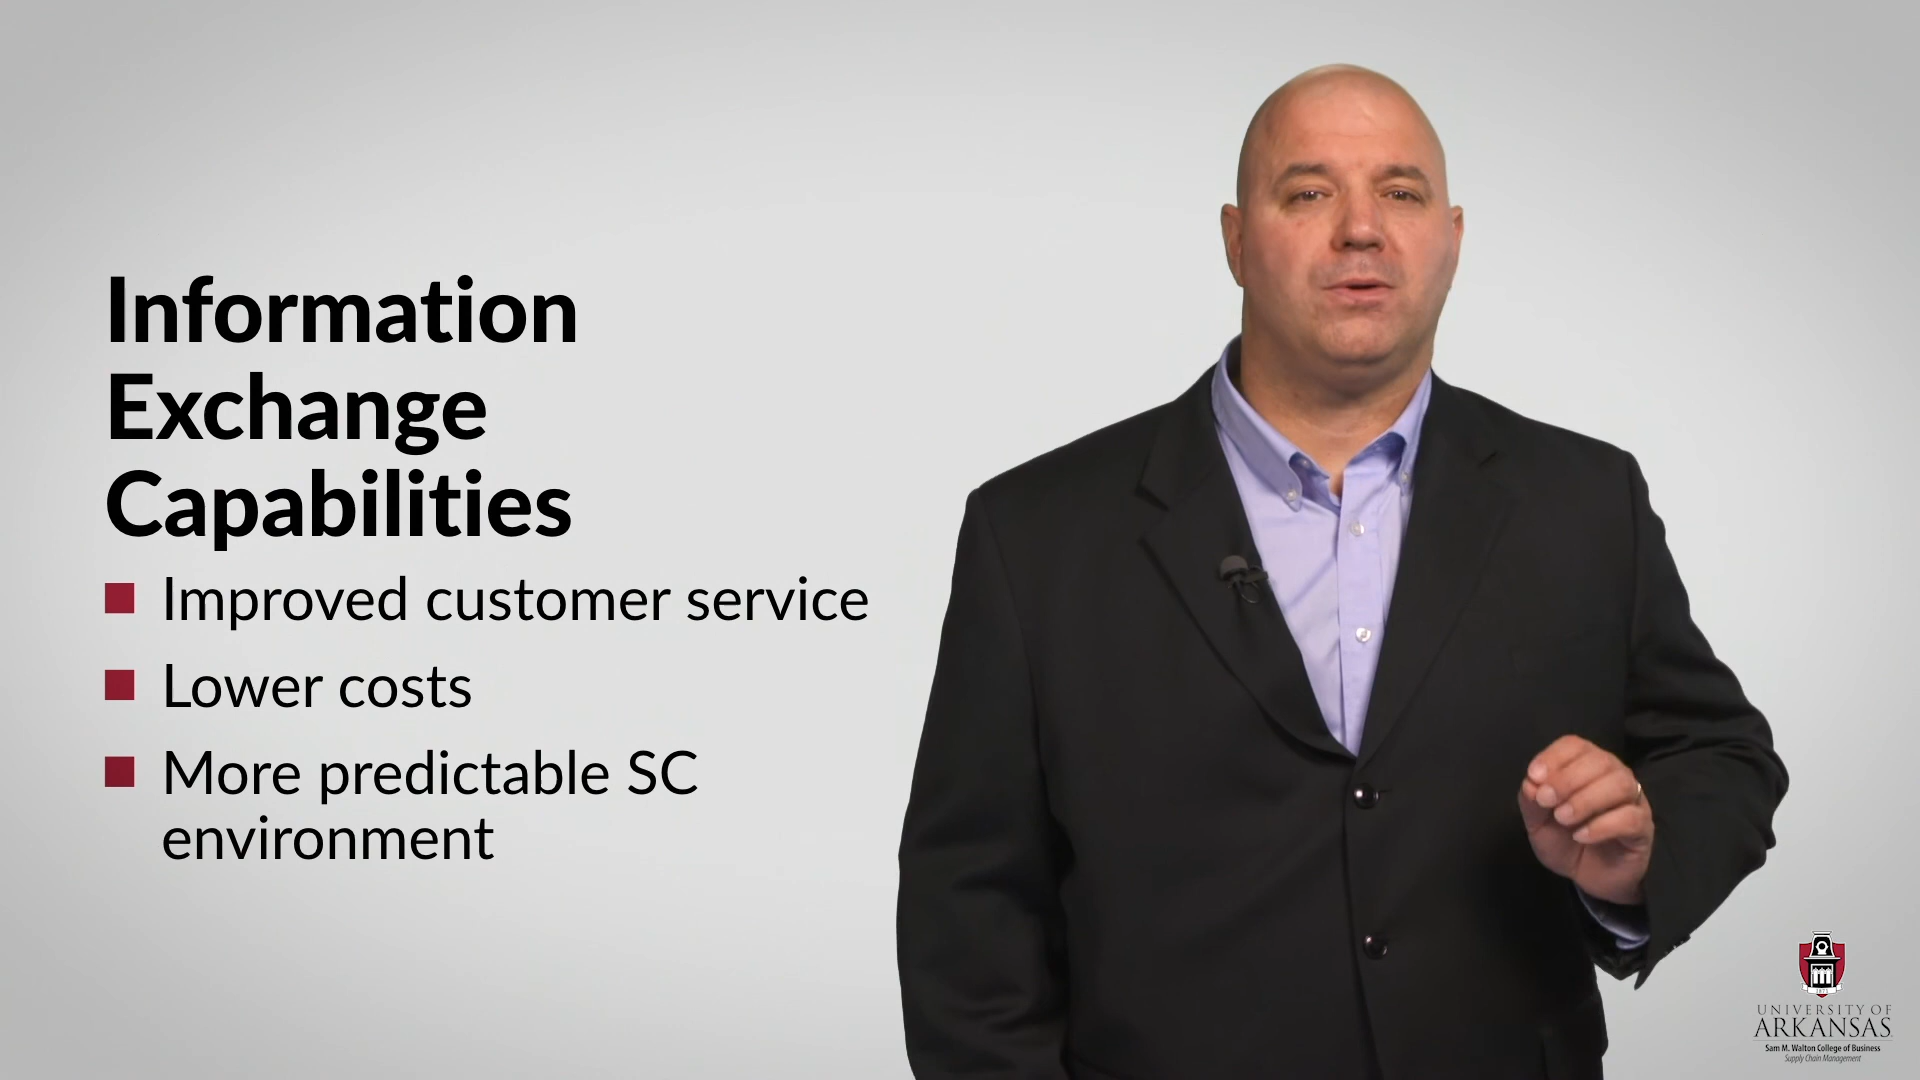 Information
Exchange
Capabilities
Improved customer service
Lower costs
More predictable SC
environment
UNIVERSITY OF
ARKANSAS
Sam M. Walton College of Business
Supply Chain Management